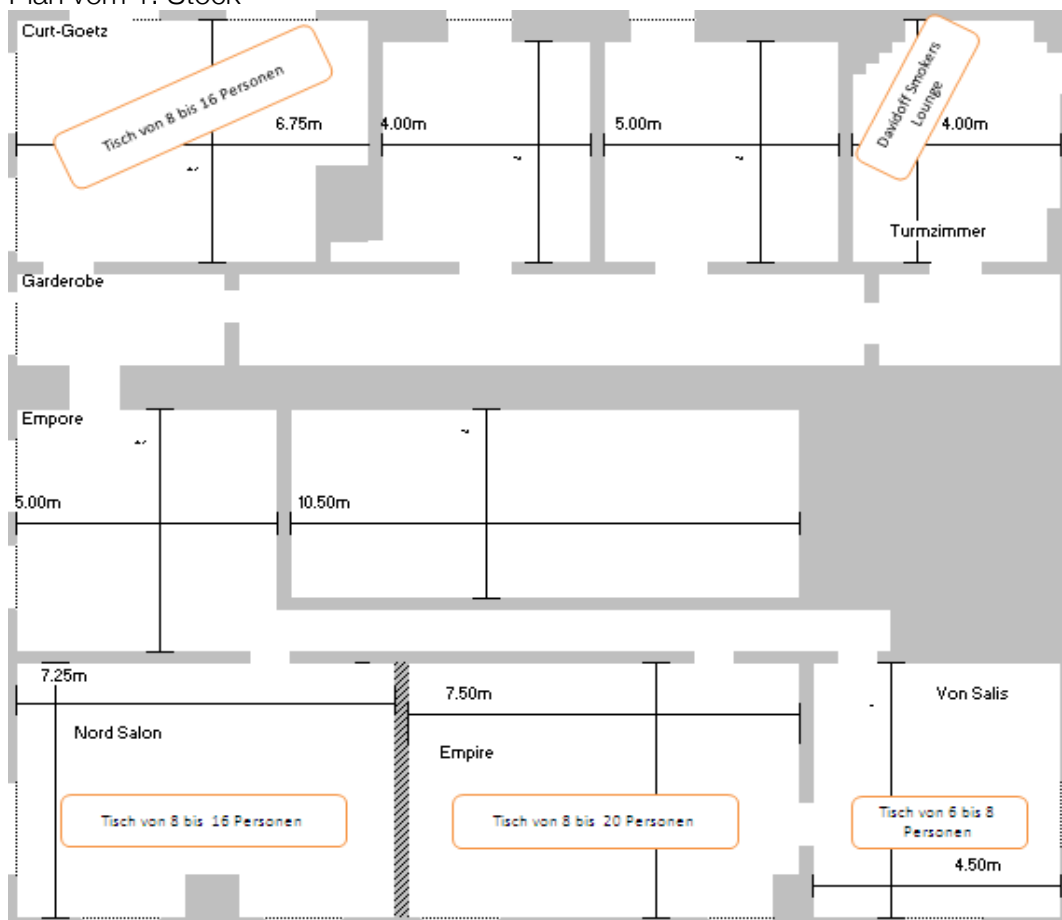 Plan vom 1. Stock
Curt-Goetz
Tisch von 8 bis 16 Personen
6.75m
4.00m
5.00m
Davidoff Smokers
Lounge
4.00m
Turmzimmer
Garderobe
Empore
5.00m
10.50m
7.25m
Nord Salon
7.50m
Empire
Von Salis
Tisch von 8 bis 16 Personen
Tisch von 8 bis 20 Personen
Tisch von 6 bis 8
Personen
4.50m